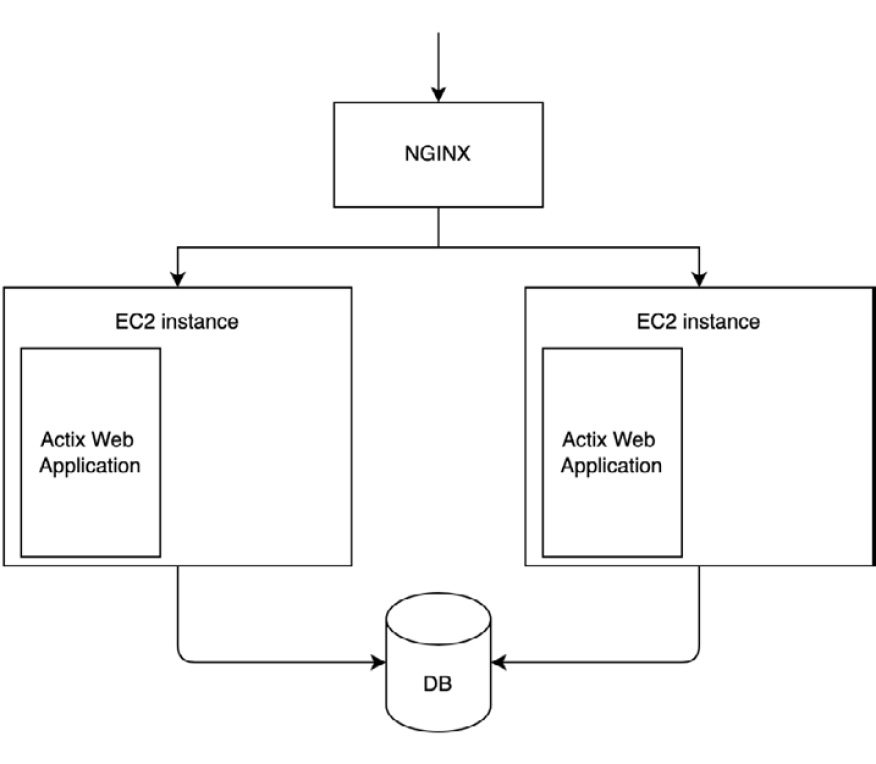 NGINX
EC2 instance
Actix Web
Application
EC2 instance
Actix Web
Application
DB